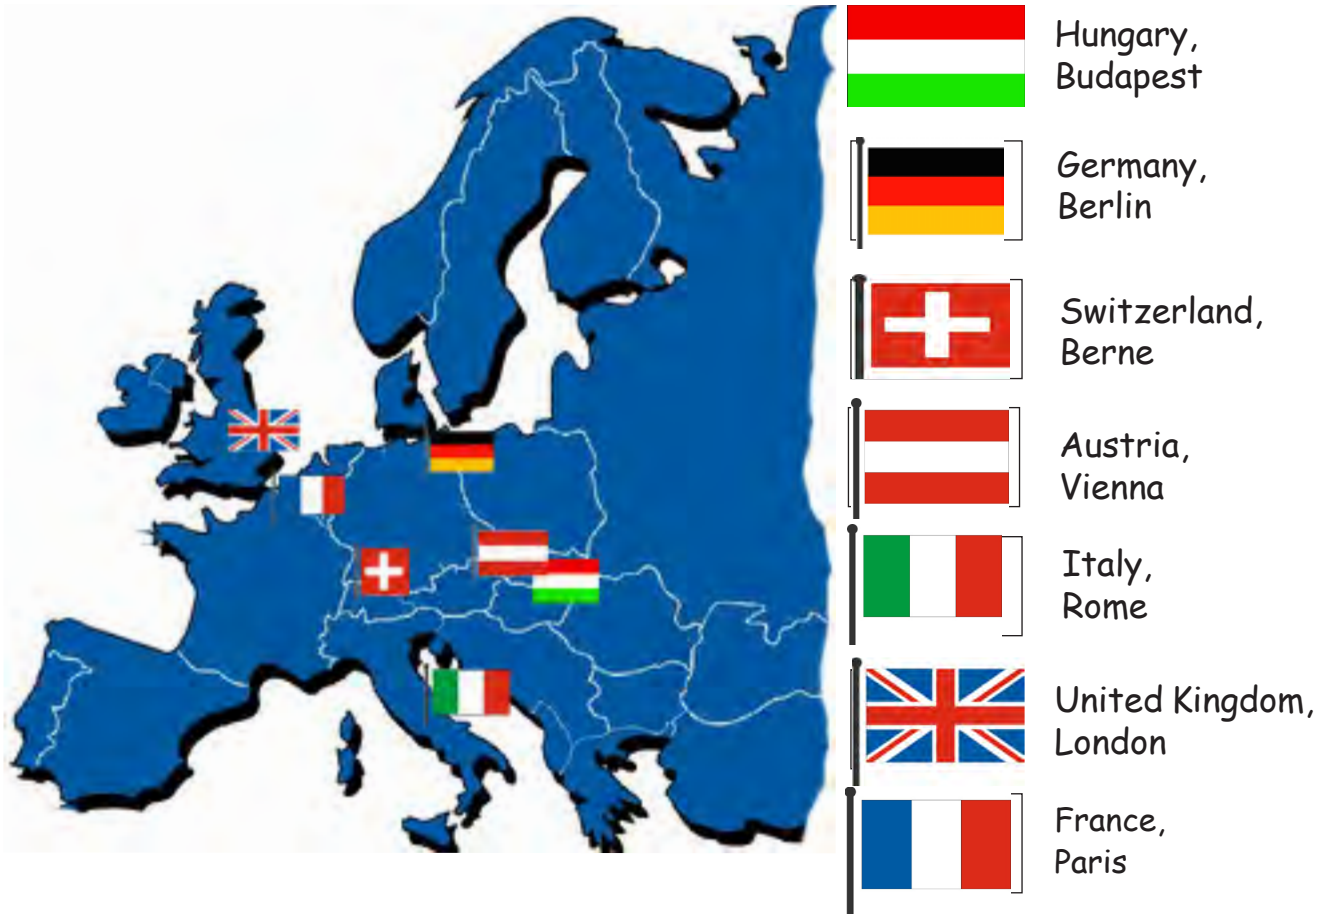 Hungary,
Budapest
Germany,
Berlin
Switzerland,
Berne
Austria,
Vienna
Italy,
Rome
United Kingdom,
London
France,
Paris